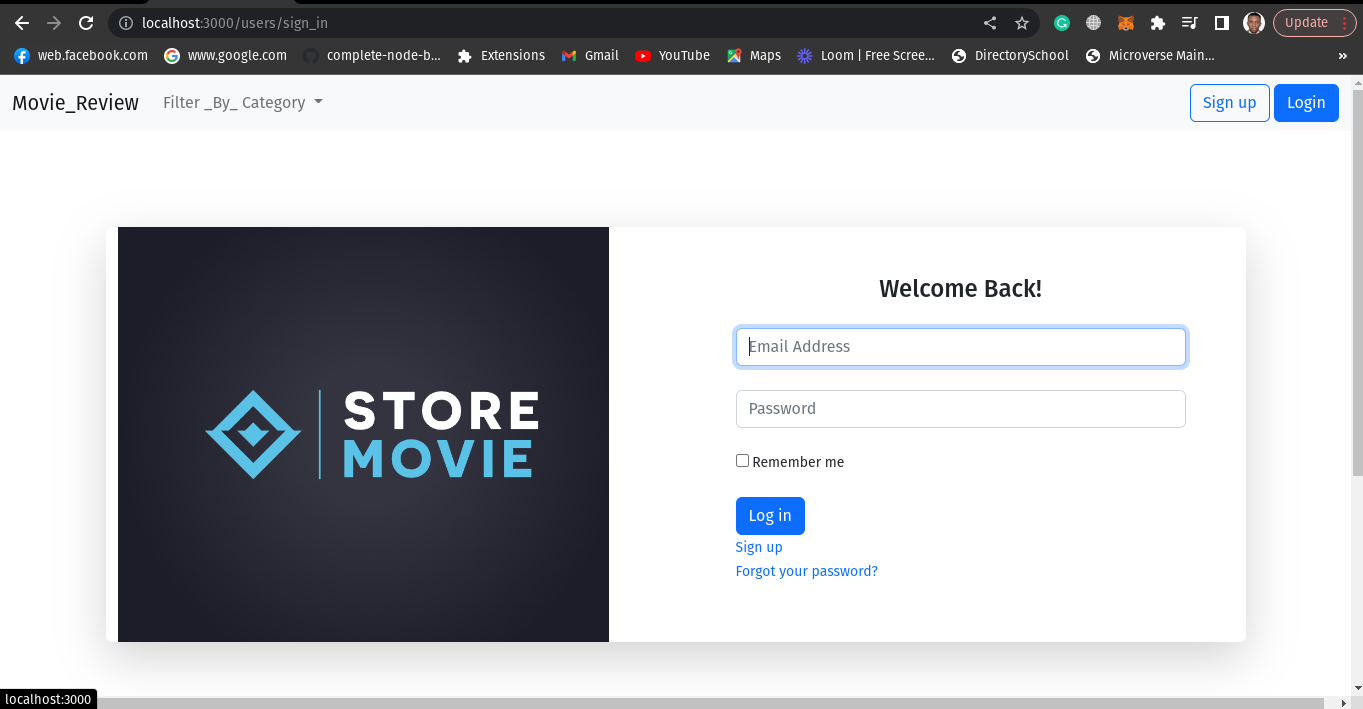 localhost:3000/users/sign_in
Update
web.facebook.com www.google.com complete-node-b... Extensions Gmail YouTube Maps Loom | Free Scree... DirectorySchool Microverse Main... »
Movie_Review Filter _By_ Category Sign up Login
STORE
MOVIE
Welcome Back!
Email Address
Password
Remember me
Log in
Sign up
Forgot your password?
localhost:3000